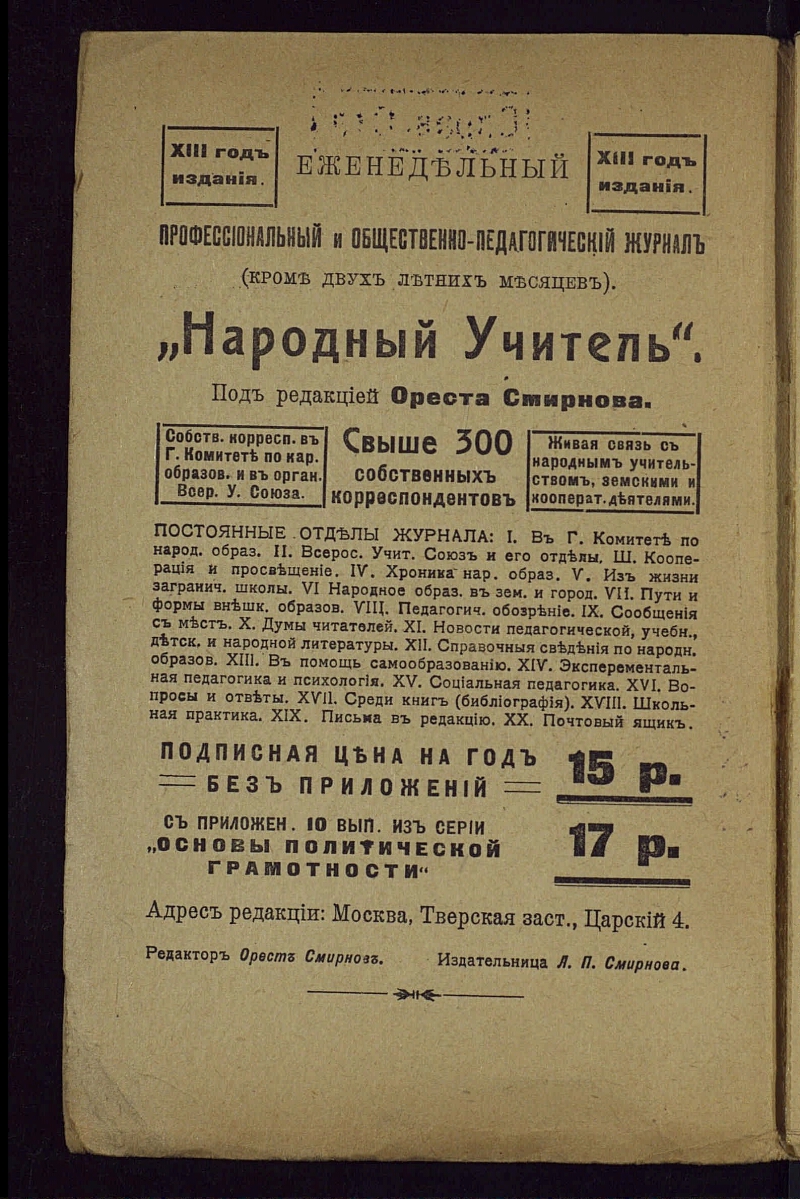 XIII годъ
изданія.
ЕЖЕНЕДѢЛЬНЫЙ
XIII годъ
изданія.
ПРОФЕССІОНАЛЬНЫЙ и ОБЩЕСТВЕННО-ПЕДАГОГИЧЕСКІЙ ЖУРНАЛЪ
(КРОМѢ ДВУХЪ ЛѢТНИХЪ МѢСЯЦЕВЪ).
„Народный Учитель“.
Подъ редакціей Ореста Смирнова.
Собств. корресп. въ
Г. Комитетѣ по нар.
образов. и въ орган.
Всер. У. Союза.
Свыше 300
собственныхъ
корреспондентовъ
Живая связь съ
народнымъ учитель-
ствомъ, земскими и
кооперат. дѣятелями.
ПОСТОЯННЫЕ ОТДѢЛЫ ЖУРНАЛА: I. Въ Г. Комитетѣ по
народ. образ. II. Всерос. Учит. Союзъ и его отдѣлы. Ш. Коопе-
рація и просвѣщеніе. IV. Хроника нар. образ. V. Изъ жизни
загранич. школы. VI Народное образ. въ зем. и город. VII. Пути и
формы внѣшк. образов. VIII. Педагогич. обозрѣніе. IX. Сообщенія
съ мѣстъ. X. Думы читателей. XI. Новости педагогической, учебн.,
дѣтск. и народной литературы. XII. Справочныя свѣдѣнія по народн.
образов. XIII. Въ помощь самообразованію. XIV. Эксперементаль-
ная педагогика и психологія. XV. Соціальная педагогика. XVI. Во-
просы и отвѣты. XVII. Среди книгъ (библіографія). XVIII. Школь-
ная практика. XIX. Письма въ редакцію. XX. Почтовый ящикъ.
ПОДПИСНАЯ ЦѢНА НА ГОДЪ
БЕЗЪ ПРИЛОЖЕНІЙ
15 р.
СЪ ПРИЛОЖЕН. 10 ВЫП. ИЗЪ СЕРІИ
„ОСНОВЫ ПОЛИТИЧЕСКОЙ
ГРАМОТНОСТИ“
17 р.
Адресъ редакціи: Москва, Тверская заст., Царскій 4.
Редакторъ Орестъ Смирновъ. Издательница Л. П. Смирнова.